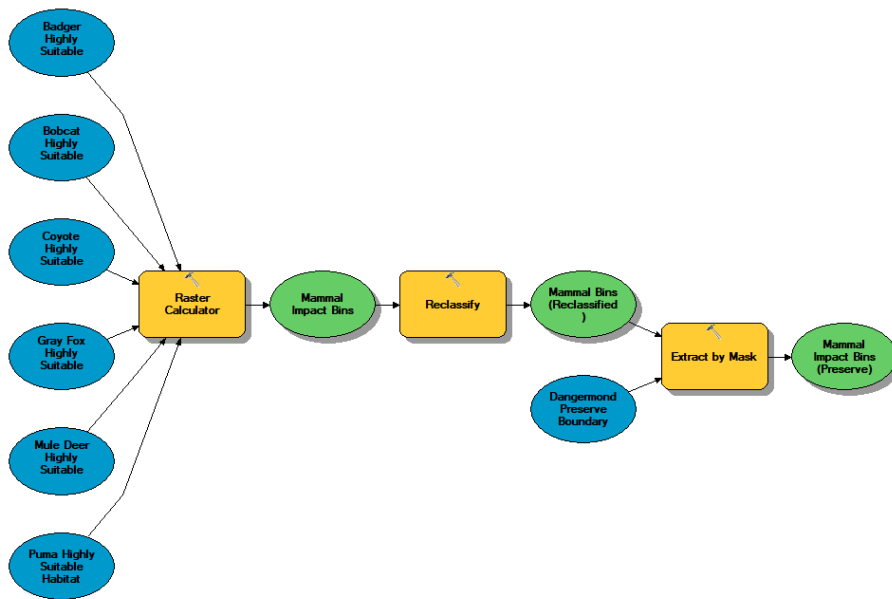 Badger
Highly
Suitable
Bobcat
Highly
Suitable
Coyote
Highly
Suitable
Gray Fox
Highly
Suitable
Mule Deer
Highly
Suitable
Puma Highly
Suitable
Habitat
Raster
Calculator
Mammal
Impact Bins
Reclassify
Mammal Bins
(Reclassified
)
Dangermond
Preserve
Boundary
Extract by Mask
Mammal
Impact Bins
(Preserve)